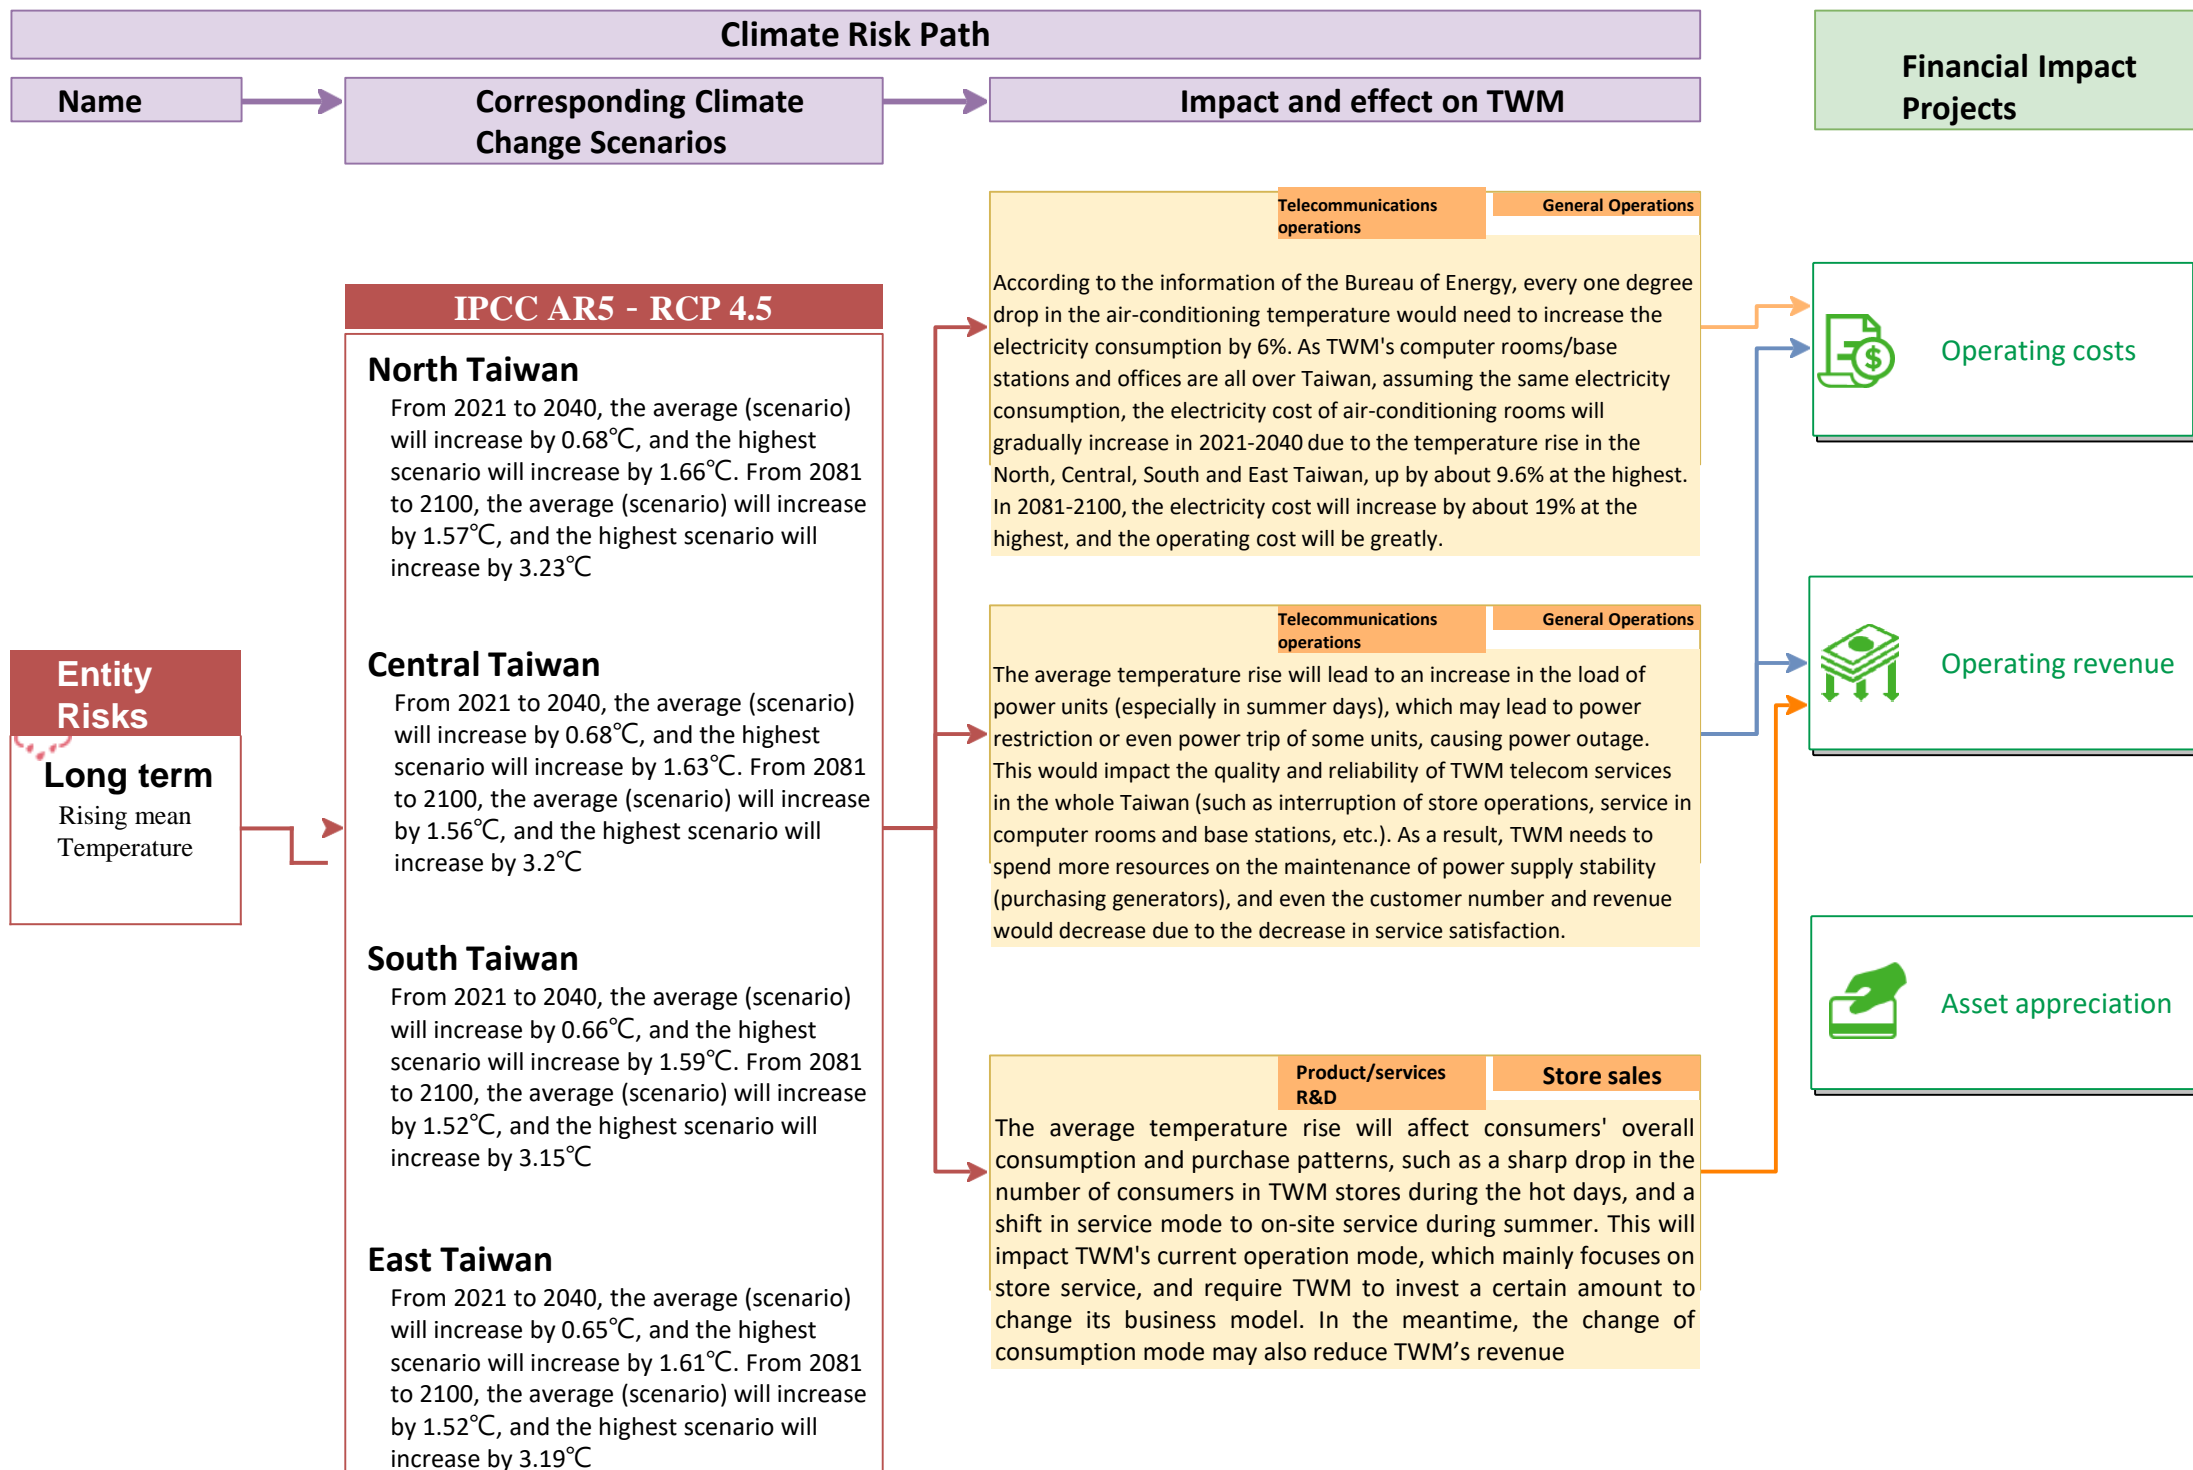 Climate Risk Path
Name
Corresponding Climate
Change Scenarios
Impact and effect on TWM
Financial Impact
Projects
Entity
Risks
Long term
Rising mean
Temperature
IPCC AR5 - RCP 4.5
North Taiwan
From 2021 to 2040, the average (scenario)
will increase by 0.68℃, and the highest
scenario will increase by 1.66℃. From 2081
to 2100, the average (scenario) will increase
by 1.57℃, and the highest scenario will
increase by 3.23℃
Central Taiwan
From 2021 to 2040, the average (scenario)
will increase by 0.68℃, and the highest
scenario will increase by 1.63℃. From 2081
to 2100, the average (scenario) will increase
by 1.56℃, and the highest scenario will
increase by 3.2℃
South Taiwan
From 2021 to 2040, the average (scenario)
will increase by 0.66℃, and the highest
scenario will increase by 1.59℃. From 2081
to 2100, the average (scenario) will increase
by 1.52℃, and the highest scenario will
increase by 3.15℃
East Taiwan
From 2021 to 2040, the average (scenario)
will increase by 0.65℃, and the highest
scenario will increase by 1.61℃. From 2081
to 2100, the average (scenario) will increase
by 1.52℃, and the highest scenario will
increase by 3.19℃
Telecommunications
operations
General Operations
According to the information of the Bureau of Energy, every one degree
drop in the air-conditioning temperature would need to increase the
electricity consumption by 6%. As TWM's computer rooms/base
stations and offices are all over Taiwan, assuming the same electricity
consumption, the electricity cost of air-conditioning rooms will
gradually increase in 2021-2040 due to the temperature rise in the
North, Central, South and East Taiwan, up by about 9.6% at the highest.
In 2081-2100, the electricity cost will increase by about 19% at the
highest, and the operating cost will be greatly.
Telecommunications
operations
General Operations
The average temperature rise will lead to an increase in the load of
power units (especially in summer days), which may lead to power
restriction or even power trip of some units, causing power outage.
This would impact the quality and reliability of TWM telecom services
in the whole Taiwan (such as interruption of store operations, service in
computer rooms and base stations, etc.). As a result, TWM needs to
spend more resources on the maintenance of power supply stability
(purchasing generators), and even the customer number and revenue
would decrease due to the decrease in service satisfaction.
Product/services
R&D
Store sales
The average temperature rise will affect consumers' overall
consumption and purchase patterns, such as a sharp drop in the
number of consumers in TWM stores during the hot days, and a
shift in service mode to on-site service during summer. This will
impact TWM's current operation mode, which mainly focuses on
store service, and require TWM to invest a certain amount to
change its business model. In the meantime, the change of
consumption mode may also reduce TWM’s revenue
Operating costs
Operating revenue
Asset appreciation